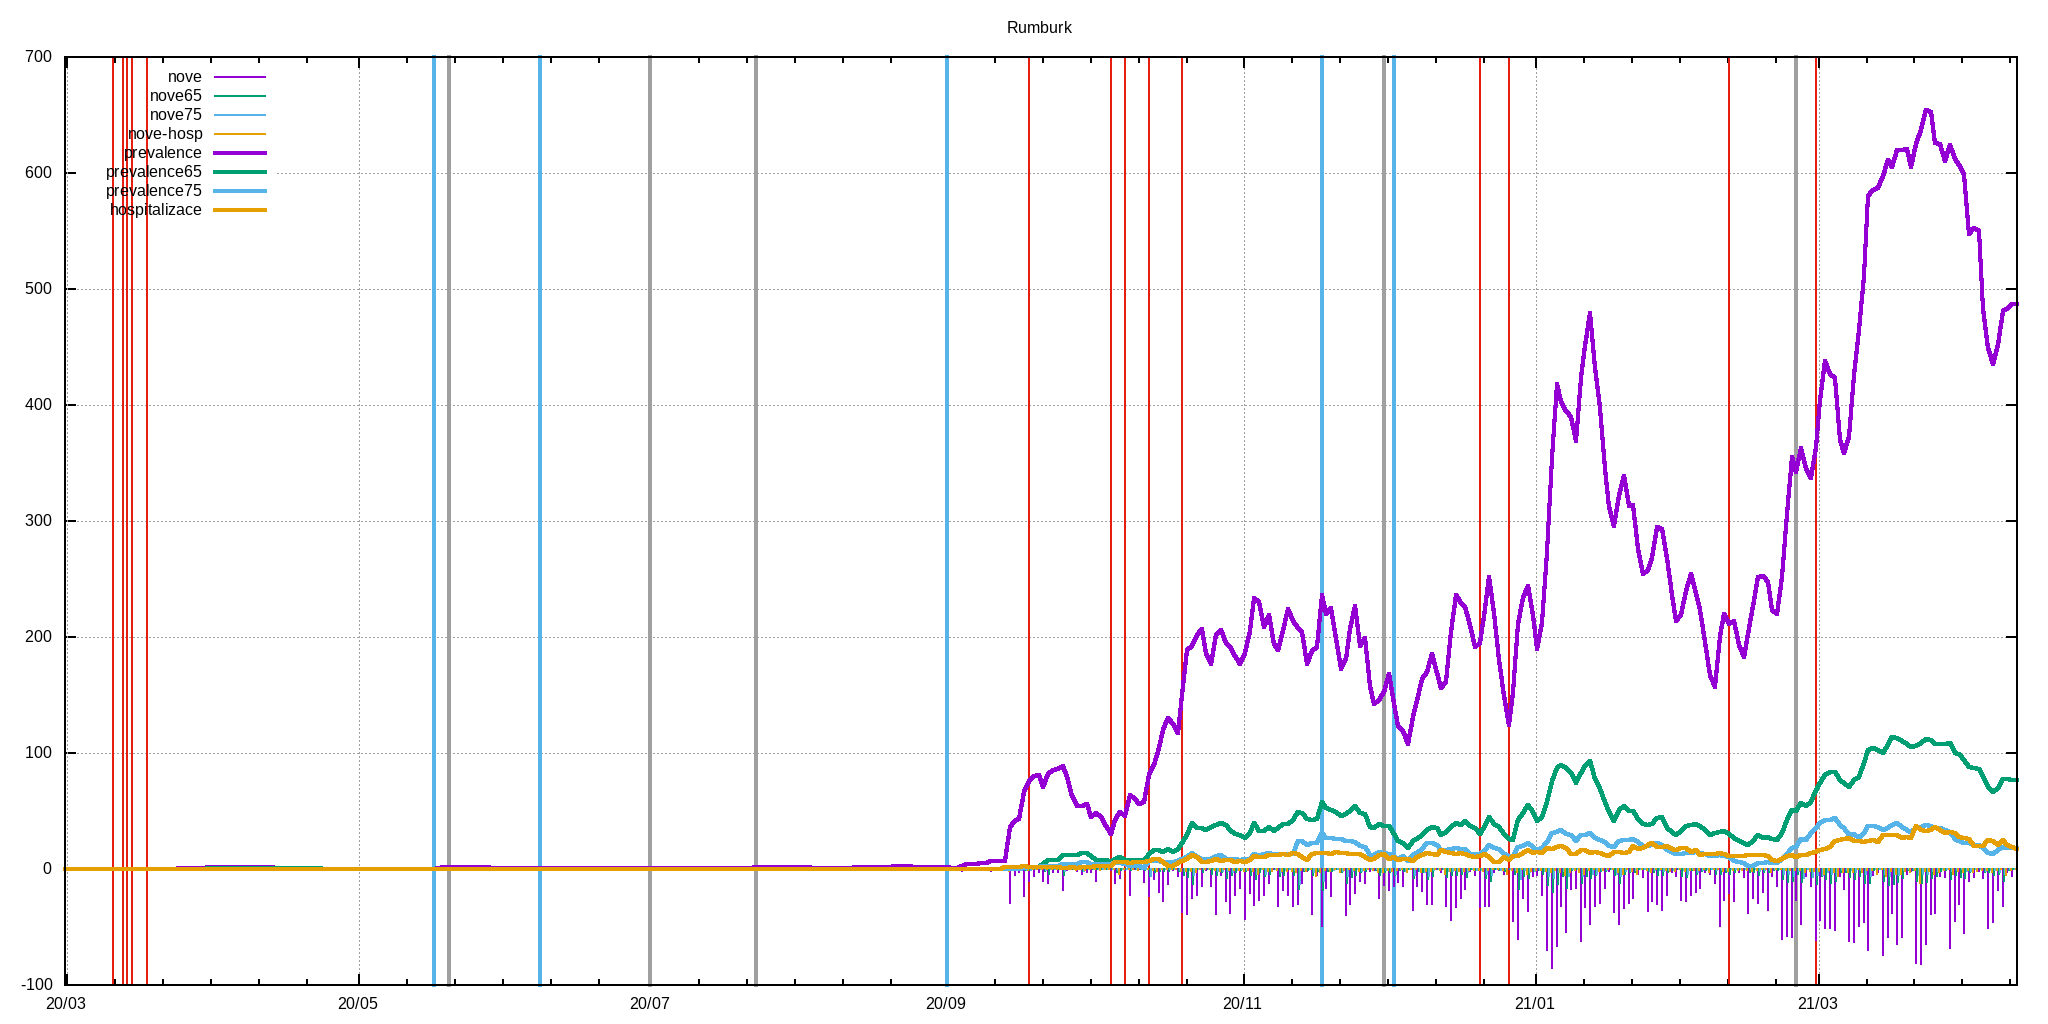 Rumburk
700
600
500
400
300
200
100
0
-100
nove
nove65
nove75
nove-hosp
prevalence
prevalence65
prevalence75
hospitalizace
20/03 20/05 20/07 20/09 20/11 21/01 21/03